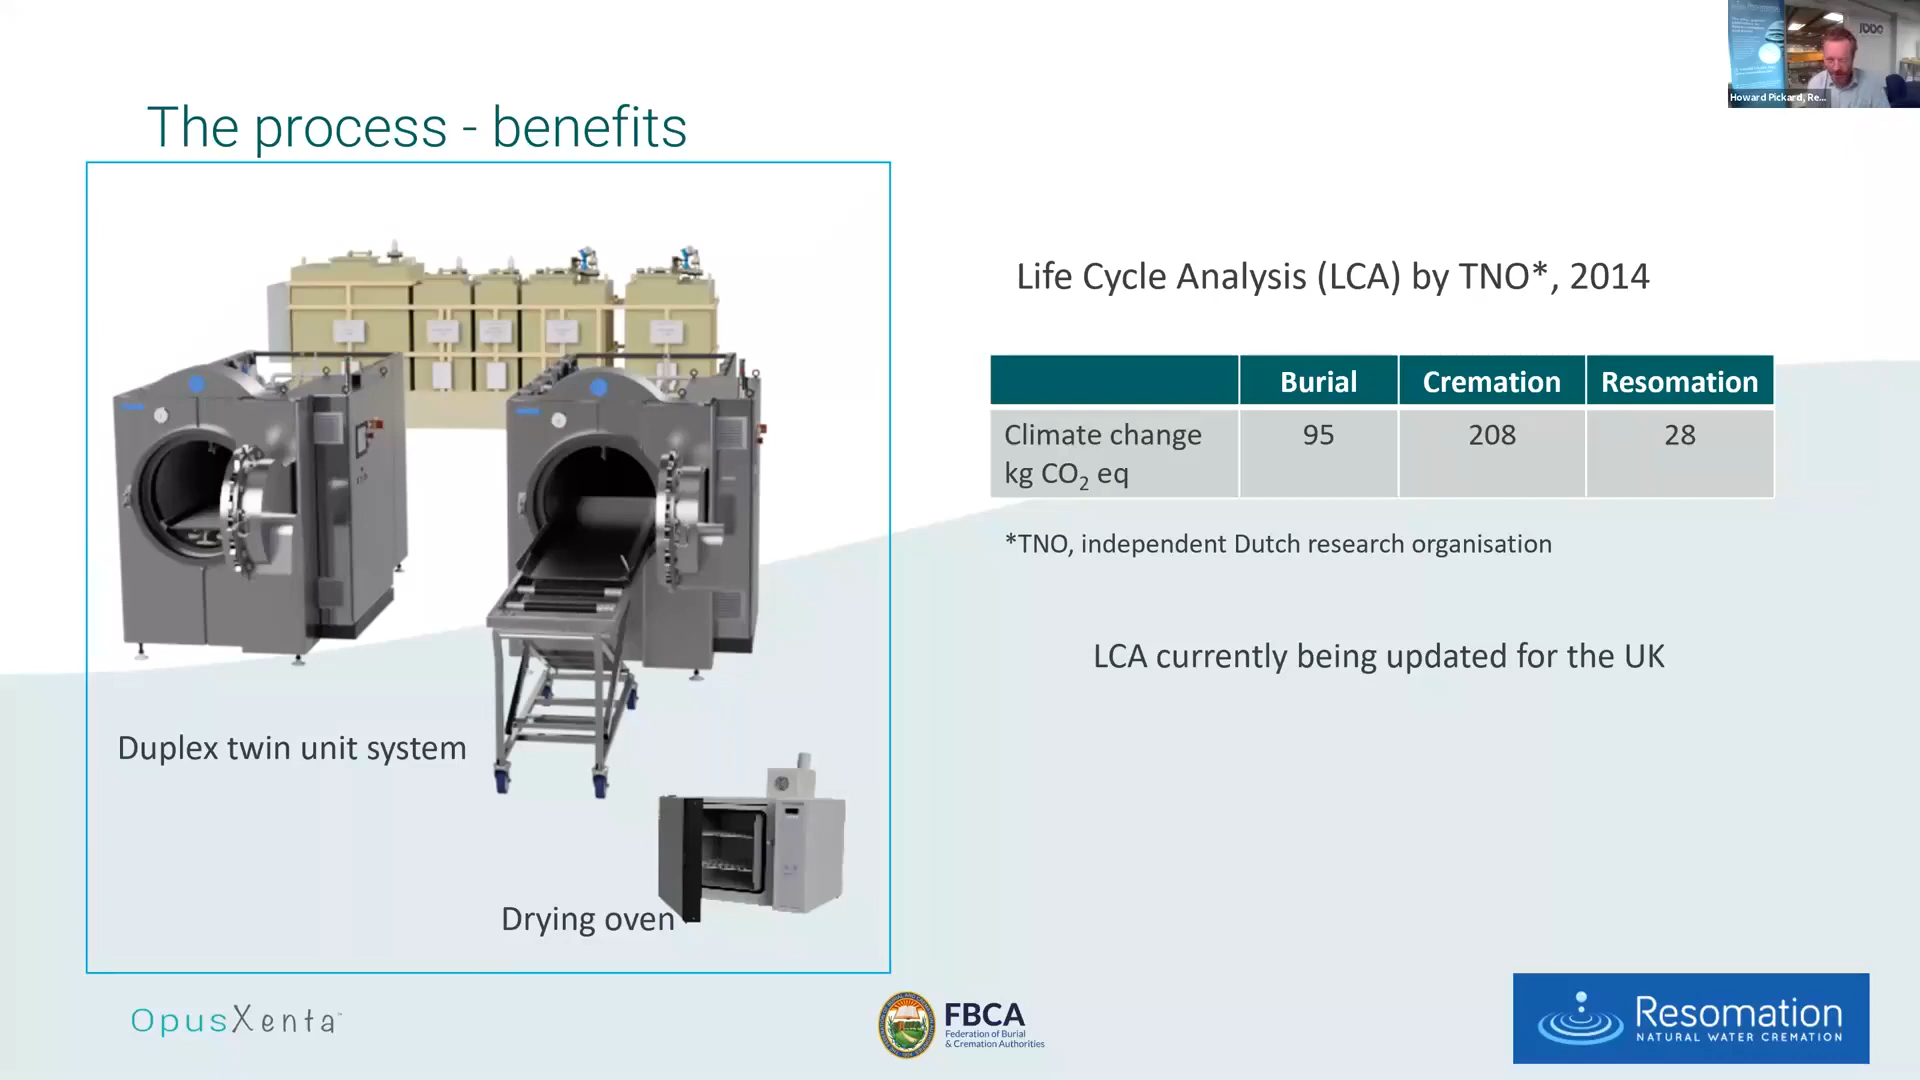 Howard Pickard, Re...
The process - benefits
Life Cycle Analysis (LCA) by TNO*, 2014
Burial Cremation Resomation
Climate change 95 208 28
kg CO₂ eq
*TNO, independent Dutch research organisation
LCA currently being updated for the UK
Duplex twin unit system
Drying oven
OpusXenta™
FBCA
Federation of Burial
& Cremation Authorities
Resomation
NATURAL WATER CREMATION